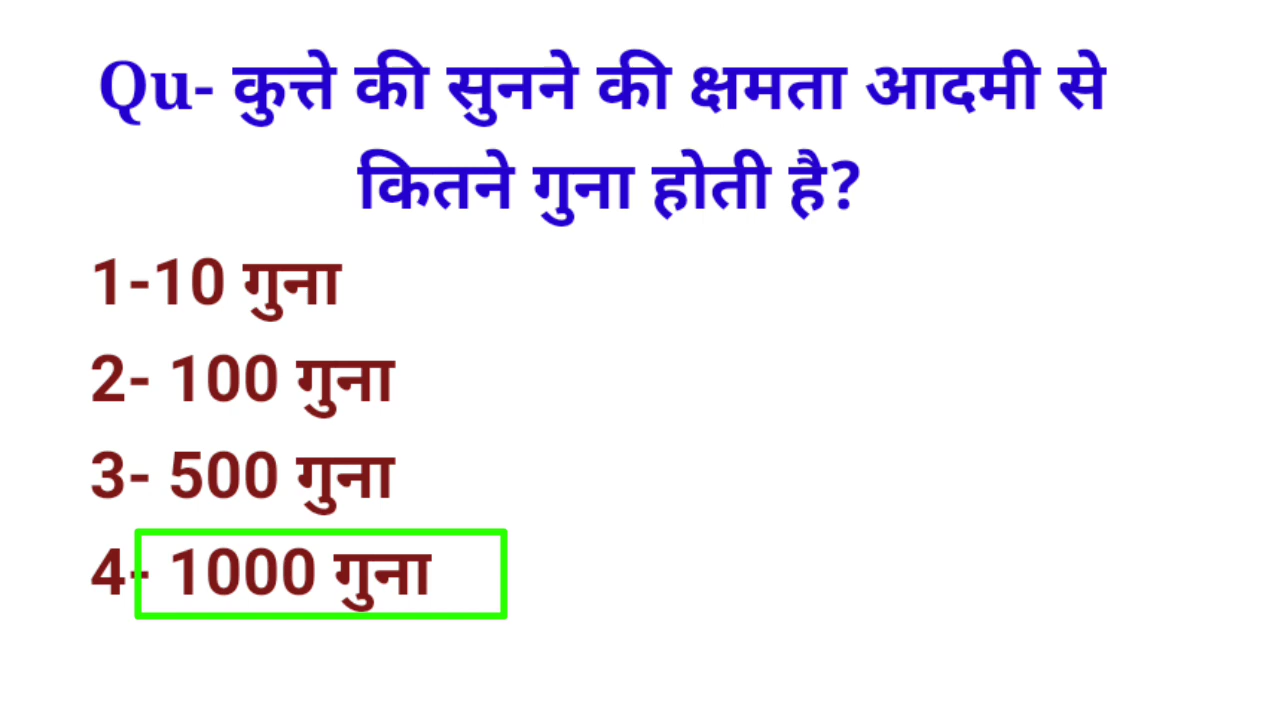 Qu- कुत्ते की सुनने की क्षमता आदमी से
कितने गुना होती है?
1-10 गुना
2- 100 गुना
3- 500 गुना
4- 1000 गुना